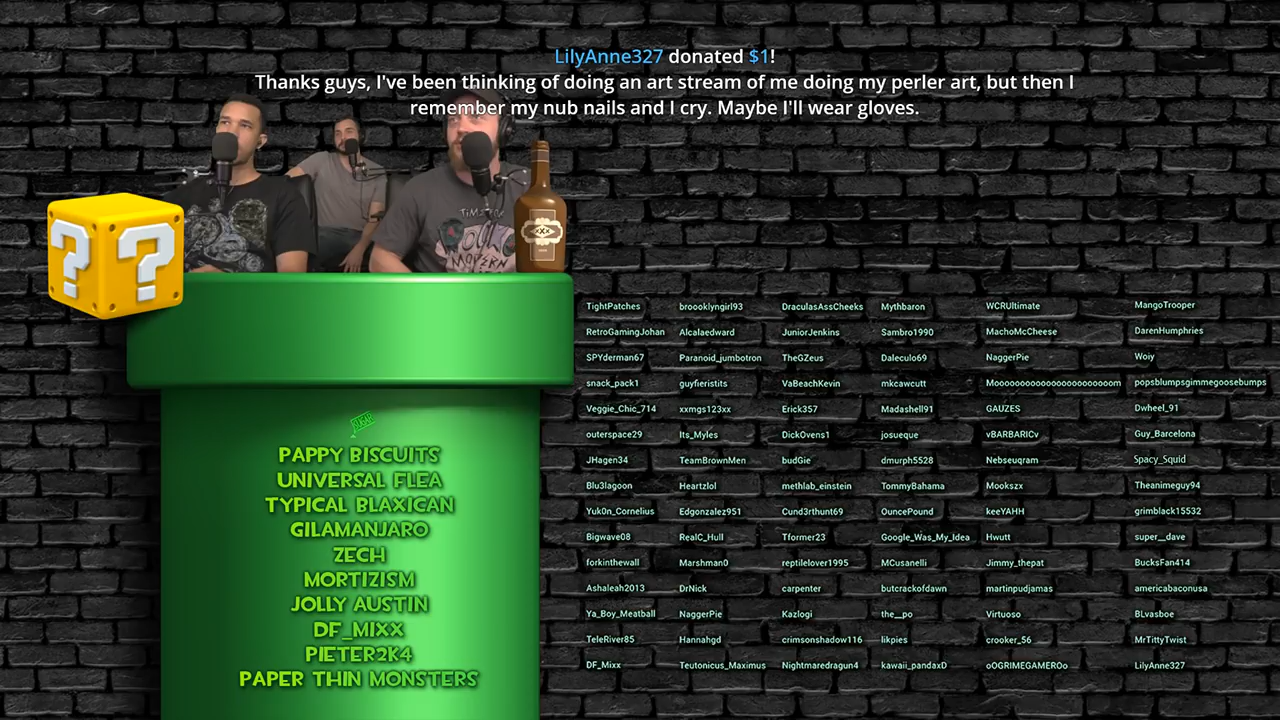 LilyAnne327 donated $1!
Thanks guys, I've been thinking of doing an art stream of me doing my perler art, but then I
remember my nub nails and I cry. Maybe I'll wear gloves.
? ?
XXX
SUGAR
PAPPY BISCUITS
UNIVERSAL FLEA
TYPICAL BLAXICAN
GILAMANJARO
ZECH
MORTIZISM
JOLLY AUSTIN
DF_MIXX
PIETER2K4
PAPER THIN MONSTERS
TightPatches broooklyngirl93 DraculasAssCheeks Mythbaron WCRUltimate MangoTrooper
RetroGamingJohan Alcalaedward JuniorJenkins Sambro1990 MachoMcCheese DarenHumphries
SPYderman67 Paranoid_jumbotron TheGZeus Daleculo69 NaggerPie Woiy
snack_pack1 guyfieristits VaBeachKevin mkcawcutt Mooooooooooooooooooooooom popsblumpsgimmegoosebumps
Veggie_Chic_714 xxmgs123xx Erick357 Madashell91 GAUZES Dwheel_91
outerspace29 Its_Myles DickOvens1 josueque vBARBARICv Guy_Barcelona
JHagen34 TeamBrownMen budGie dmurph5528 Nebseuqram Spacy_Squid
Blu3lagoon Heartzlol methlab_einstein TommyBahama Mookszx Theanimeguy94
Yuk0n_Cornelius Edgonzalez951 Cund3rthunt69 OuncePound keeYAHH grimblack15532
Bigwave08 RealC_Hull Tformer23 Google_Was_My_Idea Hwutt super__dave
forkinthewall Marshman0 reptilelover1995 MCusanelli Jimmy_thepat BucksFan414
Ashaleah2013 DrNick carpenter butcrackofdawn martinpudjamas americabaconusa
Ya_Boy_Meatball NaggerPie Kazlogi the__po Virtuoso BLvasboe
TeleRiver85 Hannahgd crimsonshadow116 likpies crooker_56 MrTittyTwist
DF_Mixx Teutonicus_Maximus Nightmaredragun4 kawaii_pandaxD oOGRIMEGAMEROo LilyAnne327